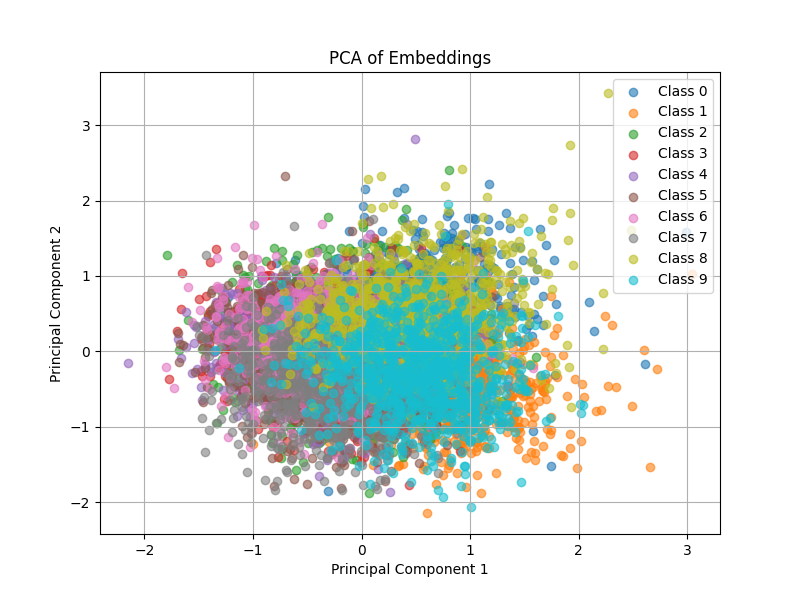 PCA of Embeddings
Class 0
Class 1
Class 2
Class 3
Class 4
Class 5
Class 6
Class 7
Class 8
Class 9
Principal Component 2
3
2
1
0
−1
−2
−2 −1 0 1 2 3
Principal Component 1